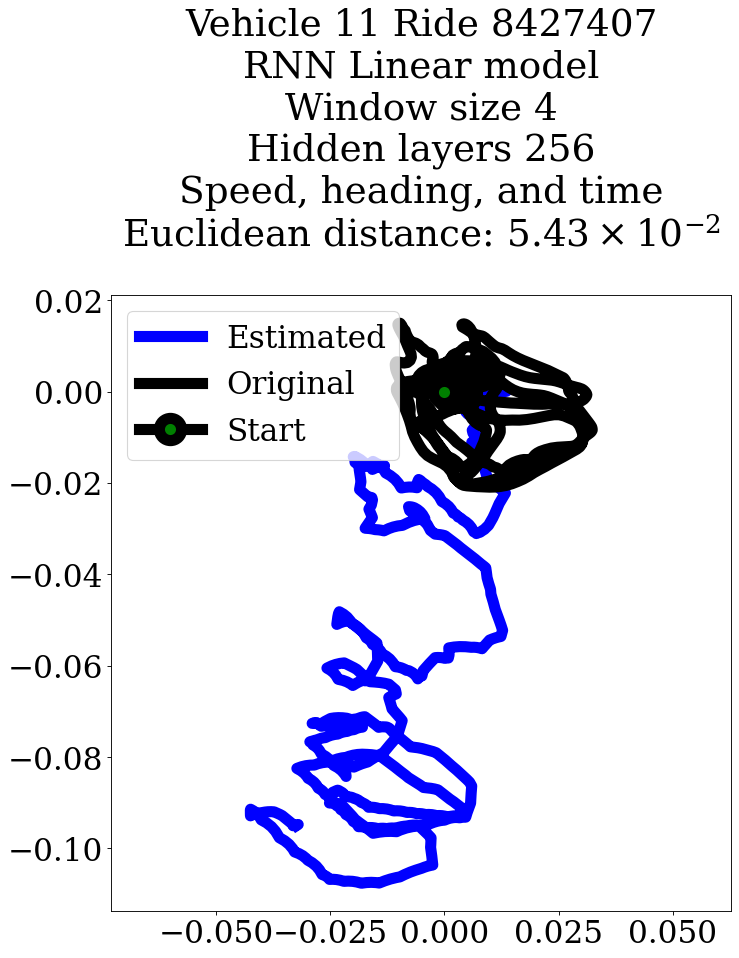 Vehicle 11 Ride 8427407
RNN Linear model
Window size 4
Hidden layers 256
Speed, heading, and time
Euclidean distance: 5.43 × 10⁻²
0.02
0.00
−0.02
−0.04
−0.06
−0.08
−0.10
Estimated
Original
Start
−0.050 −0.025 0.000 0.025 0.050